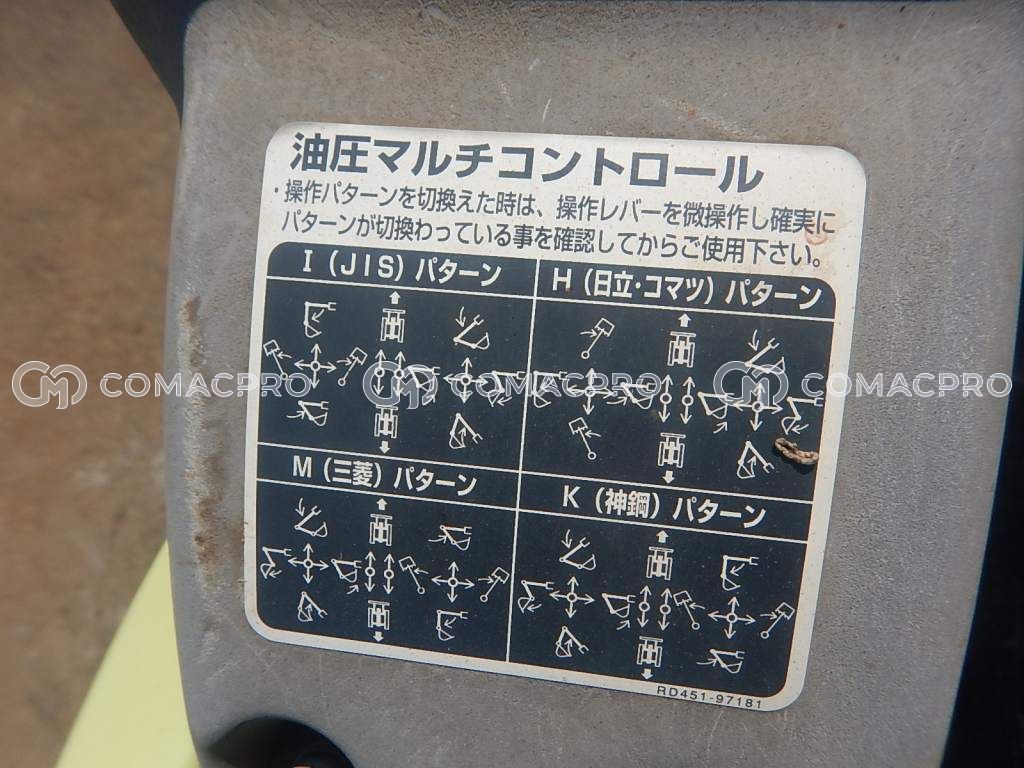 油圧マルチコントロール
・操作パターンを切換えた時は、操作レバーを微操作し確実に
パターンが切換わっている事を確認してからご使用下さい。
I（JIS）パターン
H（日立・コマツ）パターン
COMACPRO COMACPRO COMACPRO
M（三菱）パターン
K（神鋼）パターン
RD451-97181